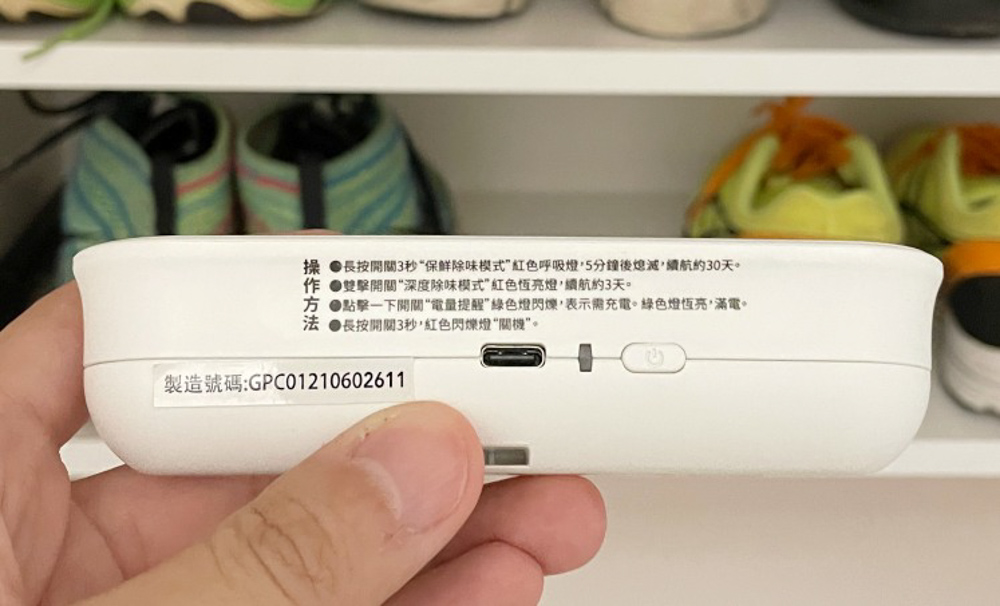 操作方法
●長按開關3秒“保鮮除味模式”紅色呼吸燈,5分鐘後熄滅,續航約30天。
●雙擊開關“深度除味模式”紅色恆亮燈,續航約3天。
●點擊一下開關“電量提醒”綠色燈閃爍,表示需充電。綠色燈恆亮,滿電。
●長按開關3秒,紅色閃爍燈“關機”。
製造號碼:GPC01210602611